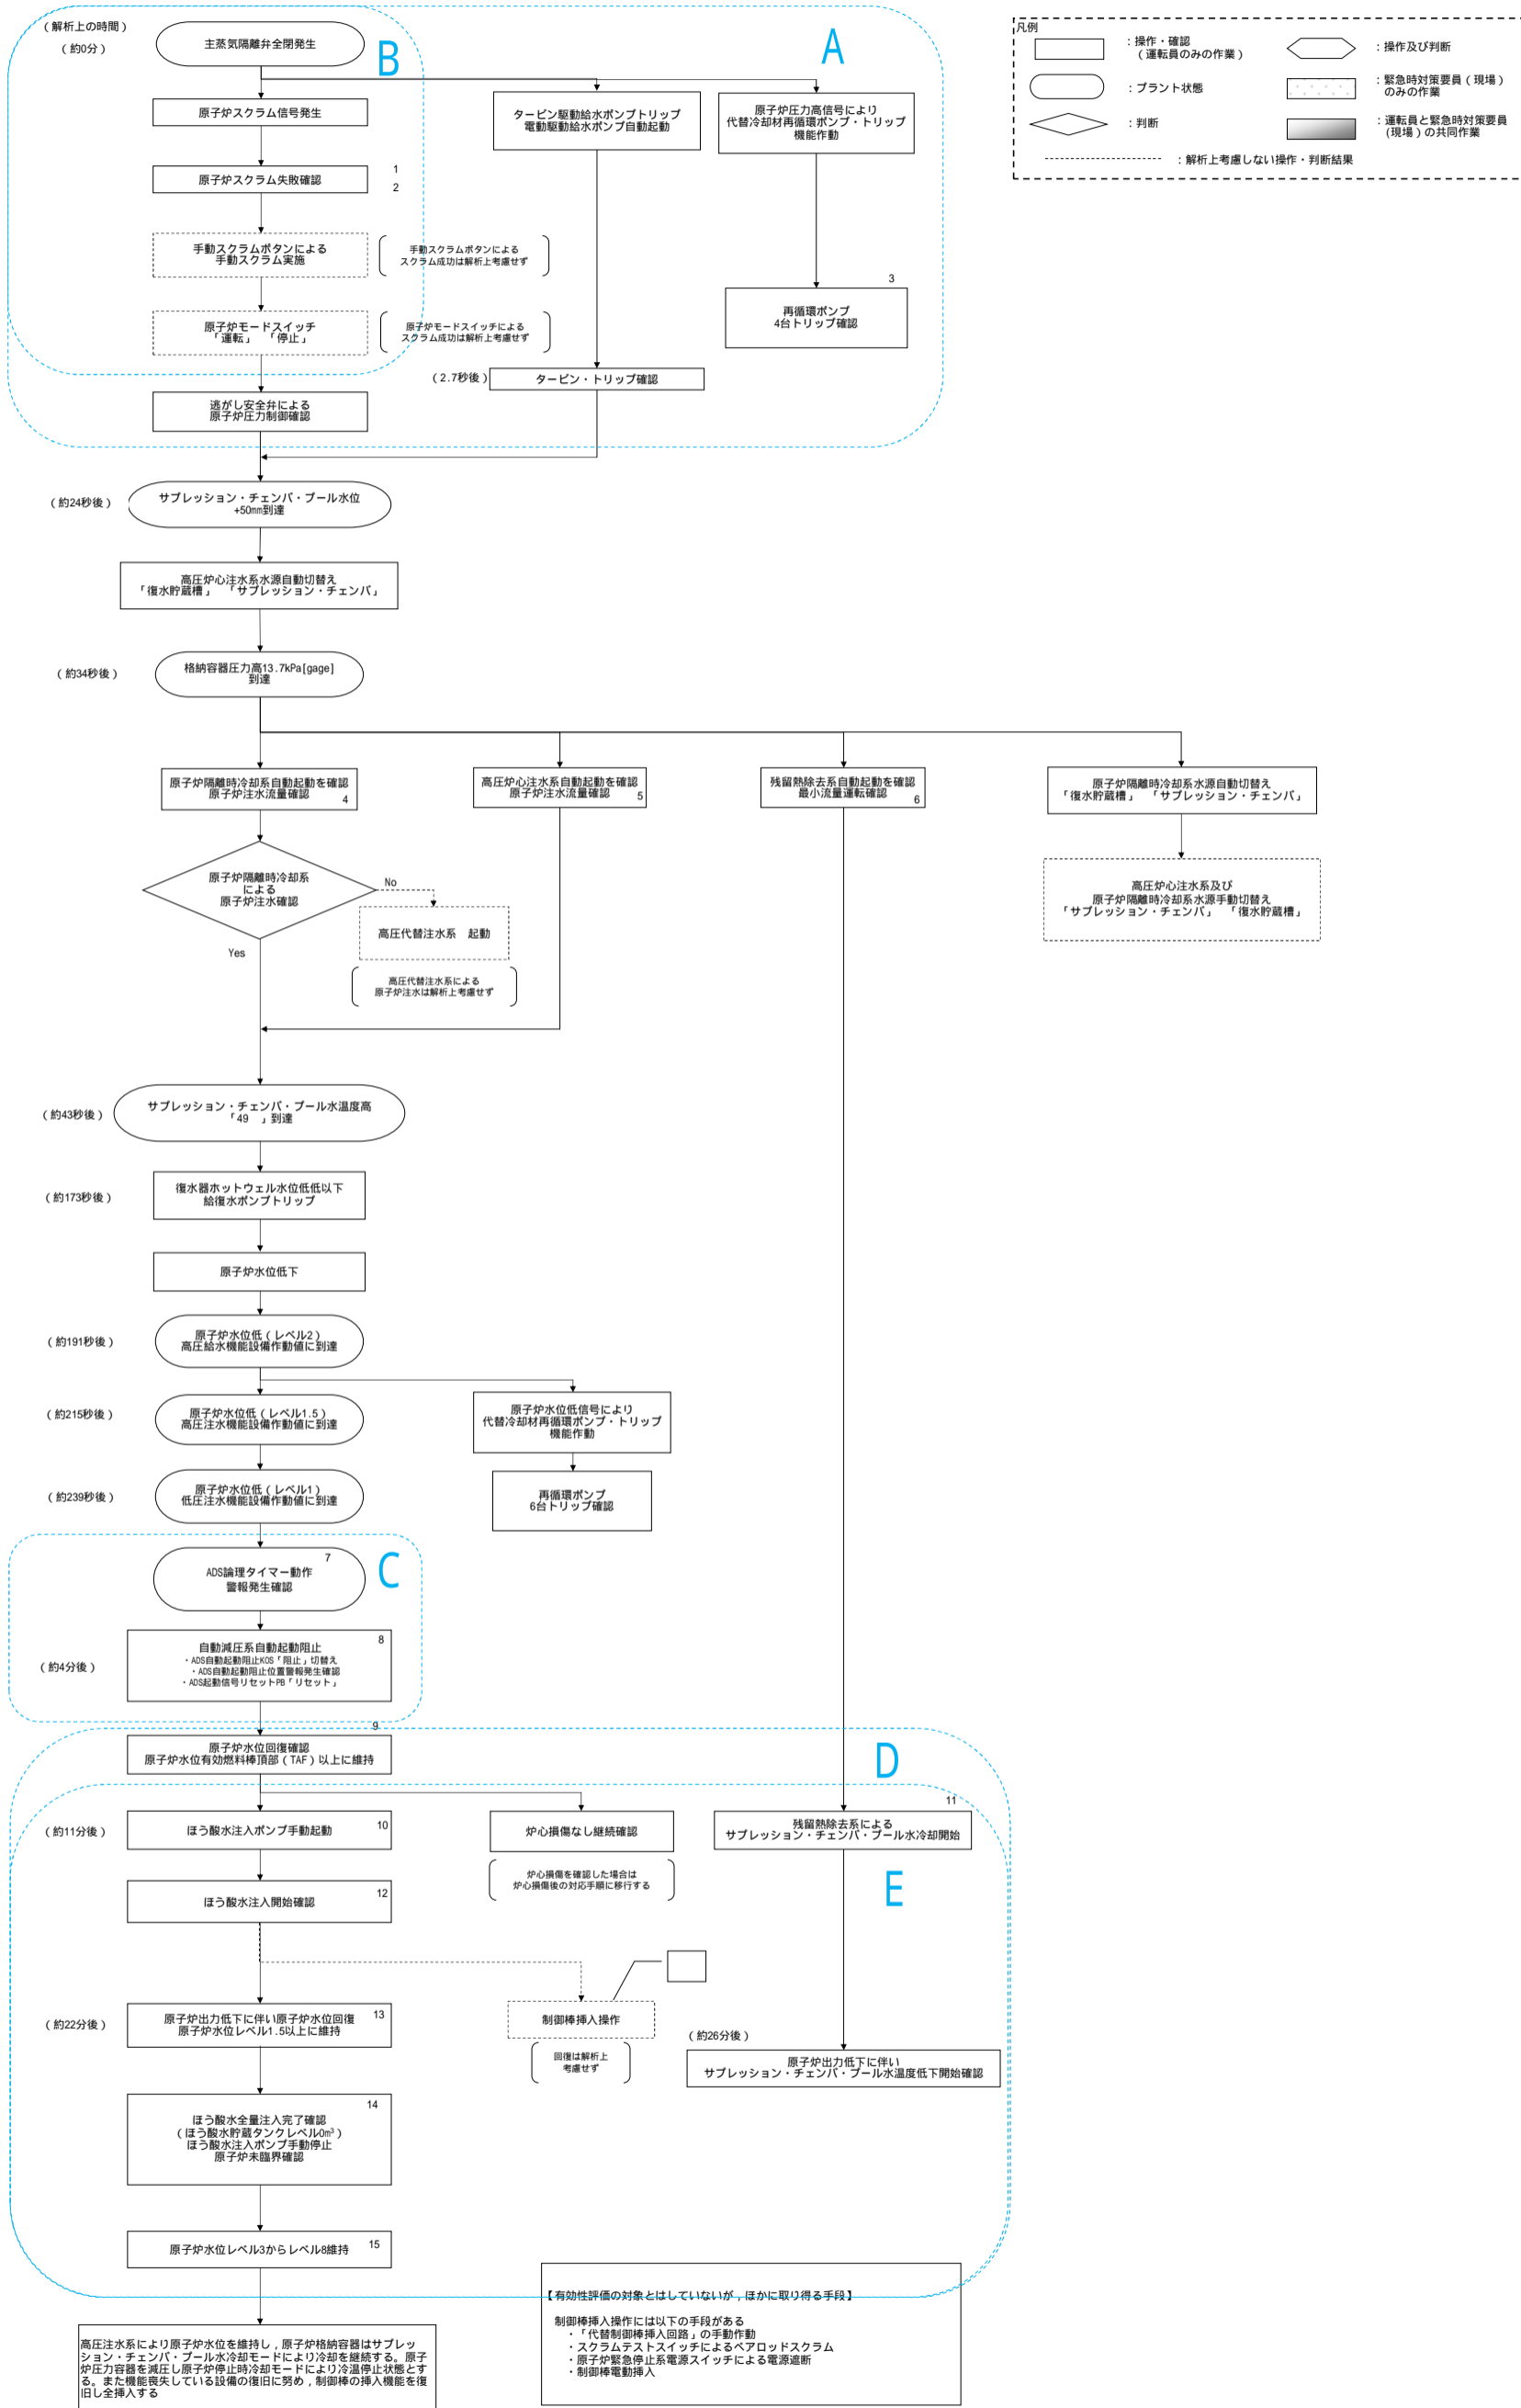 （解析上の時間）
（約0分）
主蒸気隔離弁全閉発生
B
A
原子炉スクラム信号発生
タービン駆動給水ポンプトリップ
電動駆動給水ポンプ自動起動
原子炉圧力高信号により
代替冷却材再循環ポンプ・トリップ
機能作動
原子炉スクラム失敗確認
1
2
手動スクラムボタンによる
手動スクラム実施
手動スクラムボタンによる
スクラム成功は解析上考慮せず
3
再循環ポンプ
4台トリップ確認
原子炉モードスイッチ
「運転」　「停止」
原子炉モードスイッチによる
スクラム成功は解析上考慮せず
（2.7秒後）
タービン・トリップ確認
逃がし安全弁による
原子炉圧力制御確認
凡例
：操作・確認
（運転員のみの作業）
：操作及び判断
：プラント状態
：緊急時対策要員（現場）
のみの作業
：判断
：運転員と緊急時対策要員
（現場）の共同作業
：解析上考慮しない操作・判断結果
（約24秒後）
サプレッション・チェンバ・プール水位
+50mm到達
高圧炉心注水系水源自動切替え
「復水貯蔵槽」　「サプレッション・チェンバ」
（約34秒後）
格納容器圧力高13.7kPa[gage]
到達
原子炉隔離時冷却系自動起動を確認
原子炉注水流量確認
4
高圧炉心注水系自動起動を確認
原子炉注水流量確認
5
残留熱除去系自動起動を確認
最小流量運転確認
6
原子炉隔離時冷却系水源自動切替え
「復水貯蔵槽」　「サプレッション・チェンバ」
原子炉隔離時冷却系
による
原子炉注水確認
No
Yes
高圧代替注水系　起動
高圧代替注水系による
原子炉注水は解析上考慮せず
高圧炉心注水系及び
原子炉隔離時冷却系水源手動切替え
「サプレッション・チェンバ」　「復水貯蔵槽」
（約43秒後）
サプレッション・チェンバ・プール水温度高
「49　」到達
（約173秒後）
復水器ホットウェル水位低低以下
給復水ポンプトリップ
原子炉水位低下
（約191秒後）
原子炉水位低（レベル2）
高圧給水機能設備作動値に到達
（約215秒後）
原子炉水位低（レベル1.5）
高圧注水機能設備作動値に到達
原子炉水位低信号により
代替冷却材再循環ポンプ・トリップ
機能作動
（約239秒後）
原子炉水位低（レベル1）
低圧注水機能設備作動値に到達
再循環ポンプ
6台トリップ確認
C
7
ADS論理タイマー動作
警報発生確認
（約4分後）
8
自動減圧系自動起動阻止
・ADS自動起動阻止KOS「阻止」切替え
・ADS自動起動阻止位置警報発生確認
・ADS起動信号リセットPB「リセット」
9
原子炉水位回復確認
原子炉水位有効燃料棒頂部（TAF）以上に維持
D
（約11分後）
ほう酸水注入ポンプ手動起動
10
炉心損傷なし継続確認
11
残留熱除去系による
サプレッション・チェンバ・プール水冷却開始
炉心損傷を確認した場合は
炉心損傷後の対応手順に移行する
E
ほう酸水注入開始確認
12
制御棒挿入操作
回復は解析上
考慮せず
（約22分後）
原子炉出力低下に伴い原子炉水位回復
原子炉水位レベル1.5以上に維持
13
（約26分後）
原子炉出力低下に伴い
サプレッション・チェンバ・プール水温度低下開始確認
14
ほう酸水全量注入完了確認
（ほう酸水貯蔵タンクレベル0m³）
ほう酸水注入ポンプ手動停止
原子炉未臨界確認
原子炉水位レベル3からレベル8維持
15
高圧注水系により原子炉水位を維持し，原子炉格納容器はサプレッ
ション・チェンバ・プール水冷却モードにより冷却を継続する。原子
炉圧力容器を減圧し原子炉停止時冷却モードにより冷温停止状態とす
る。また機能喪失している設備の復旧に努め，制御棒の挿入機能を復
旧し全挿入する
【有効性評価の対象とはしていないが，ほかに取り得る手段】
制御棒挿入操作には以下の手段がある
・「代替制御棒挿入回路」の手動作動
・スクラムテストスイッチによるペアロッドスクラム
・原子炉緊急停止系電源スイッチによる電源遮断
・制御棒電動挿入